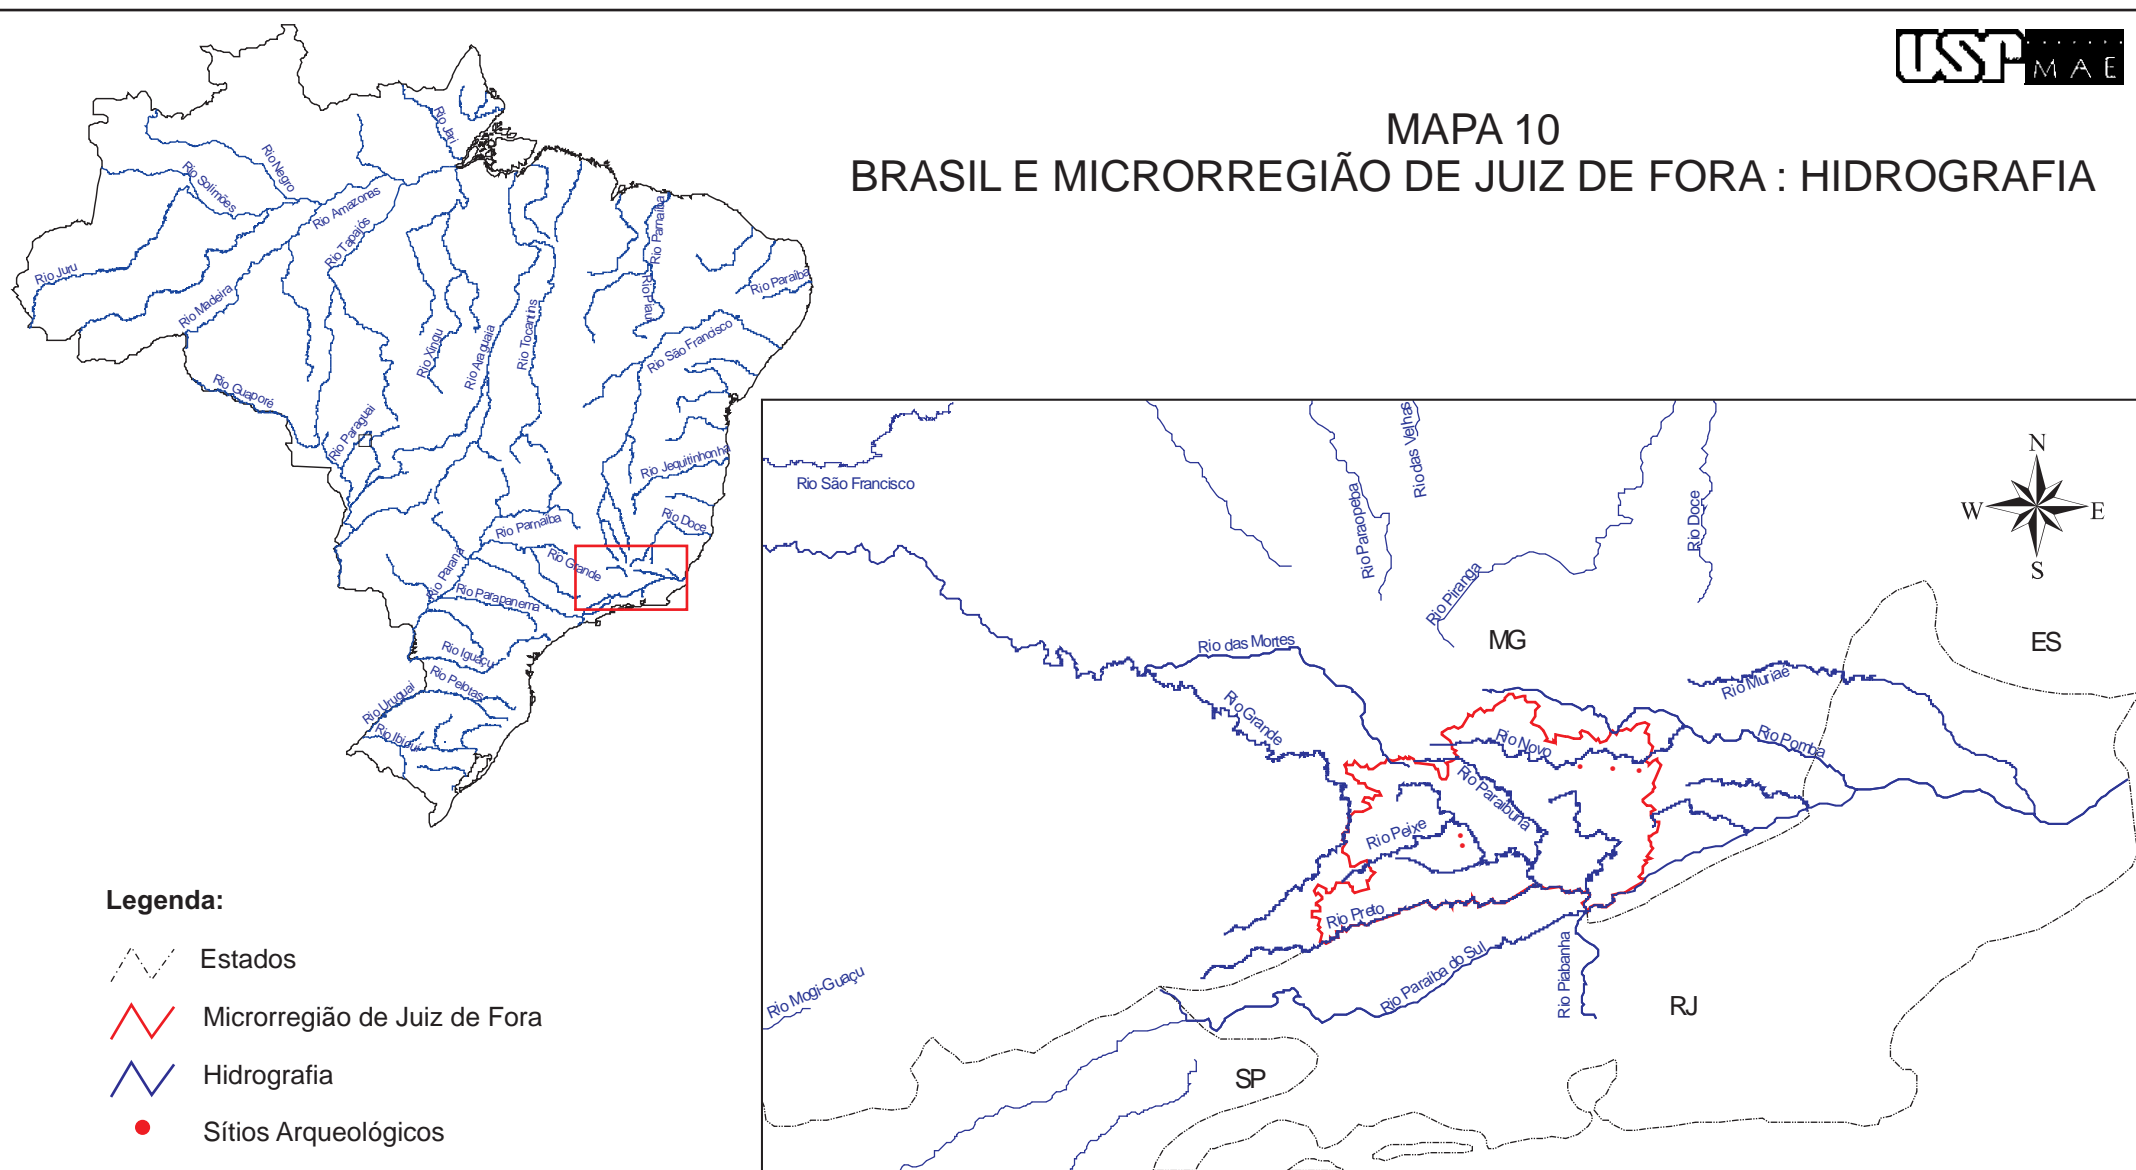 USP
MAE
MAPA 10
BRASIL E MICRORREGIÃO DE JUIZ DE FORA : HIDROGRAFIA
Rio Jari
Rio Negro
Rio Solimões
Rio Amazonas
Rio Tapajós
Rio Parnaíba
Rio Juru
Rio Madeira
Rio Piauí
Rio Paraíba
Rio Xingu
Rio Araguaia
Rio Tocantins
Rio São Francisco
Rio Guaporé
Rio Paraguai
Rio Jequitinhonha
Rio Parnaíba
Rio Doce
Rio Grande
Rio Paraná
Rio Parapanema
Rio Iguaçu
Rio Pelotas
Rio Uruguai
Rio Ibicuí
Rio São Francisco
Rio Paraopeba
Rio das Velhas
Rio Doce
Rio Piranga
N
W
E
S
MG
ES
Rio das Mortes
Rio Grande
Rio Muriaé
Rio Novo
Rio Pomba
Rio Paraibuna
Rio Peixe
Rio Preto
Rio Paraíba do Sul
Rio Piabanha
Rio Mogi-Guaçu
RJ
SP
Legenda:
Estados
Microrregião de Juiz de Fora
Hidrografia
Sítios Arqueológicos